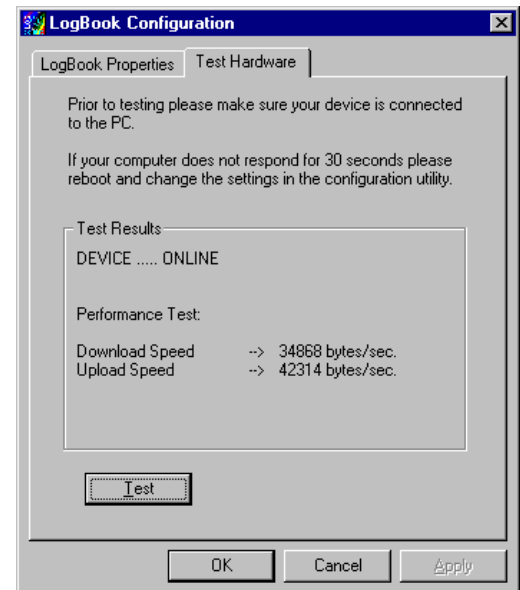 LogBook Configuration
LogBook Properties Test Hardware
Prior to testing please make sure your device is connected
to the PC.
If your computer does not respond for 30 seconds please
reboot and change the settings in the configuration utility.
Test Results
DEVICE ..... ONLINE
Performance Test:
Download Speed --> 34868 bytes/sec.
Upload Speed --> 42314 bytes/sec.
Test
OK Cancel Apply